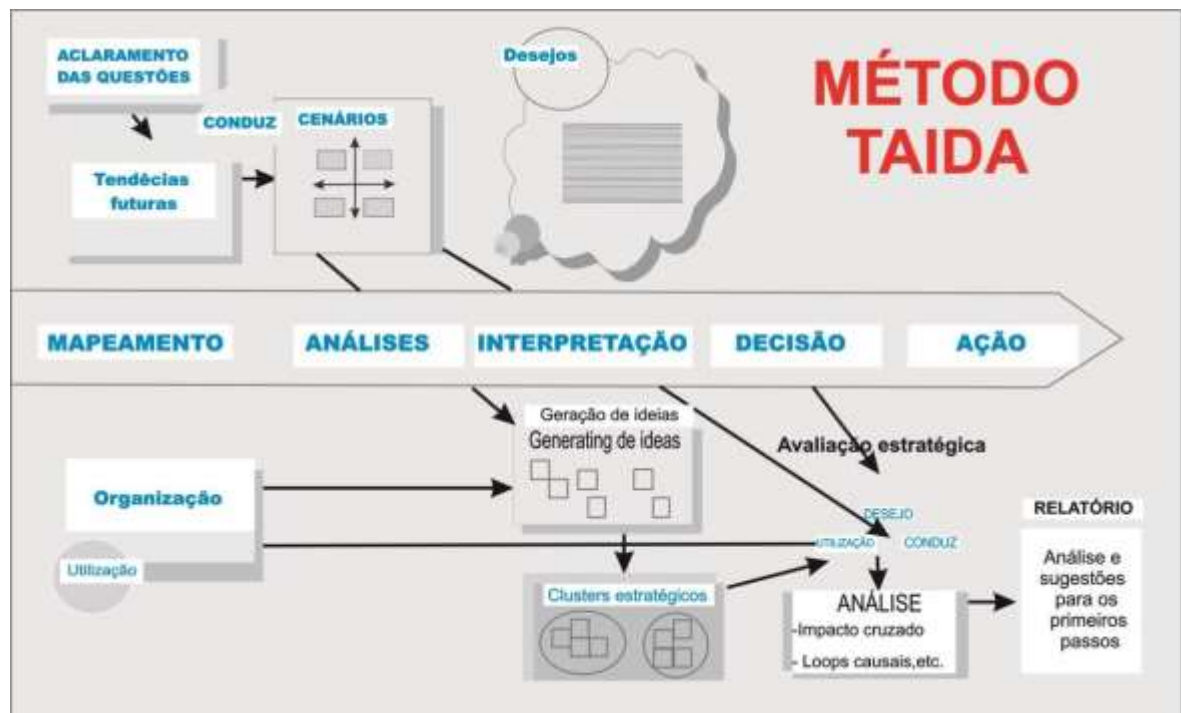 ACLARAMENTO
DAS QUESTÕES
CONDUZ
CENÁRIOS
Tendêcias
futuras
Desejos
MÉTODO
TAIDA
MAPEAMENTO
ANÁLISES
INTERPRETAÇÃO
DECISÃO
AÇÃO
Geração de ideias
Generating de ideas
Avaliação estratégica
Organização
Utilização
DESEJO
UTILIZAÇÃO
CONDUZ
Clusters estratégicos
ANÁLISE
-Impacto cruzado
- Loops causais,etc.
RELATÓRIO
Análise e
sugestões
para os
primeiros
passos